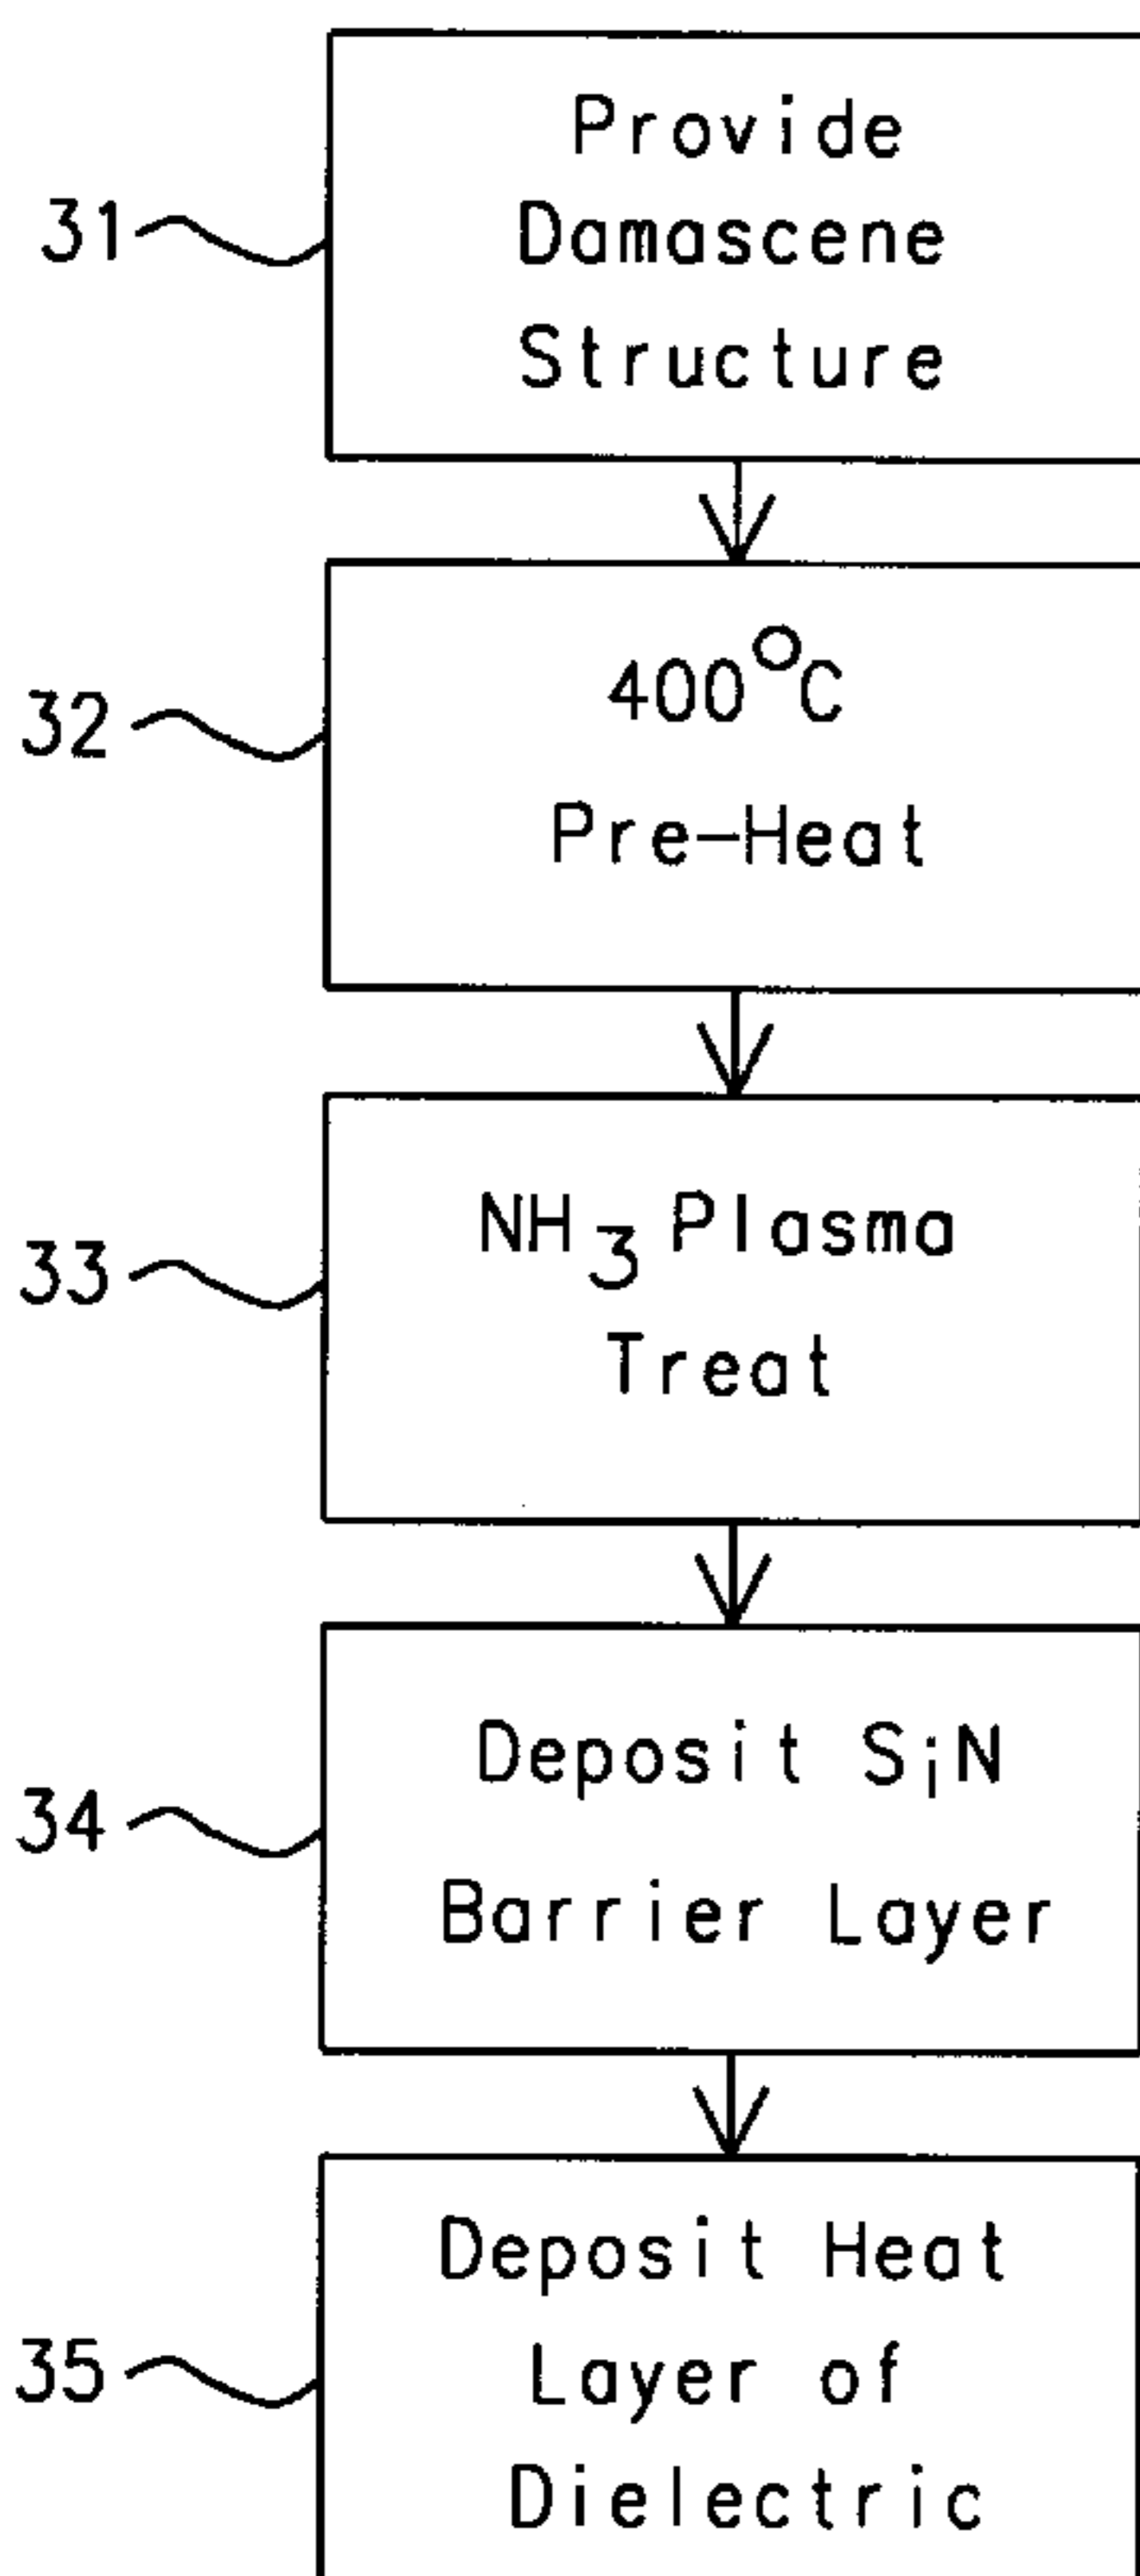 31
Provide
Damascene
Structure
32
400°C
Pre-Heat
33
NH₃ Plasma
Treat
34
Deposit SiN
Barrier Layer
35
Deposit Heat
Layer of
Dielectric